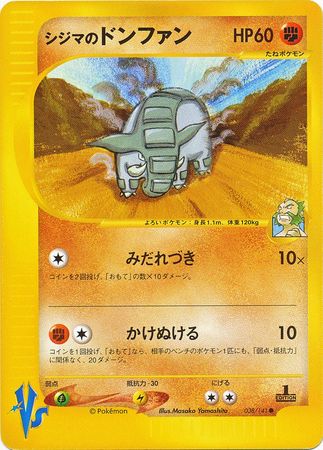 シジマのドンファン HP60
たねポケモン
よろいポケモン：身長1.1m、体重120kg
みだれづき 10×
コインを2回投げ、「おもて」の数×10ダメージ。
かけぬける 10
コインを1回投げ、「おもて」なら、相手のベンチのポケモン1匹にも、「弱点・抵抗力」
に関係なく、20ダメージ。
弱点 抵抗力 - 30 にげる
© Pokémon Illus.Masako Yamashita 038/141 ●
1
EDITION
VS